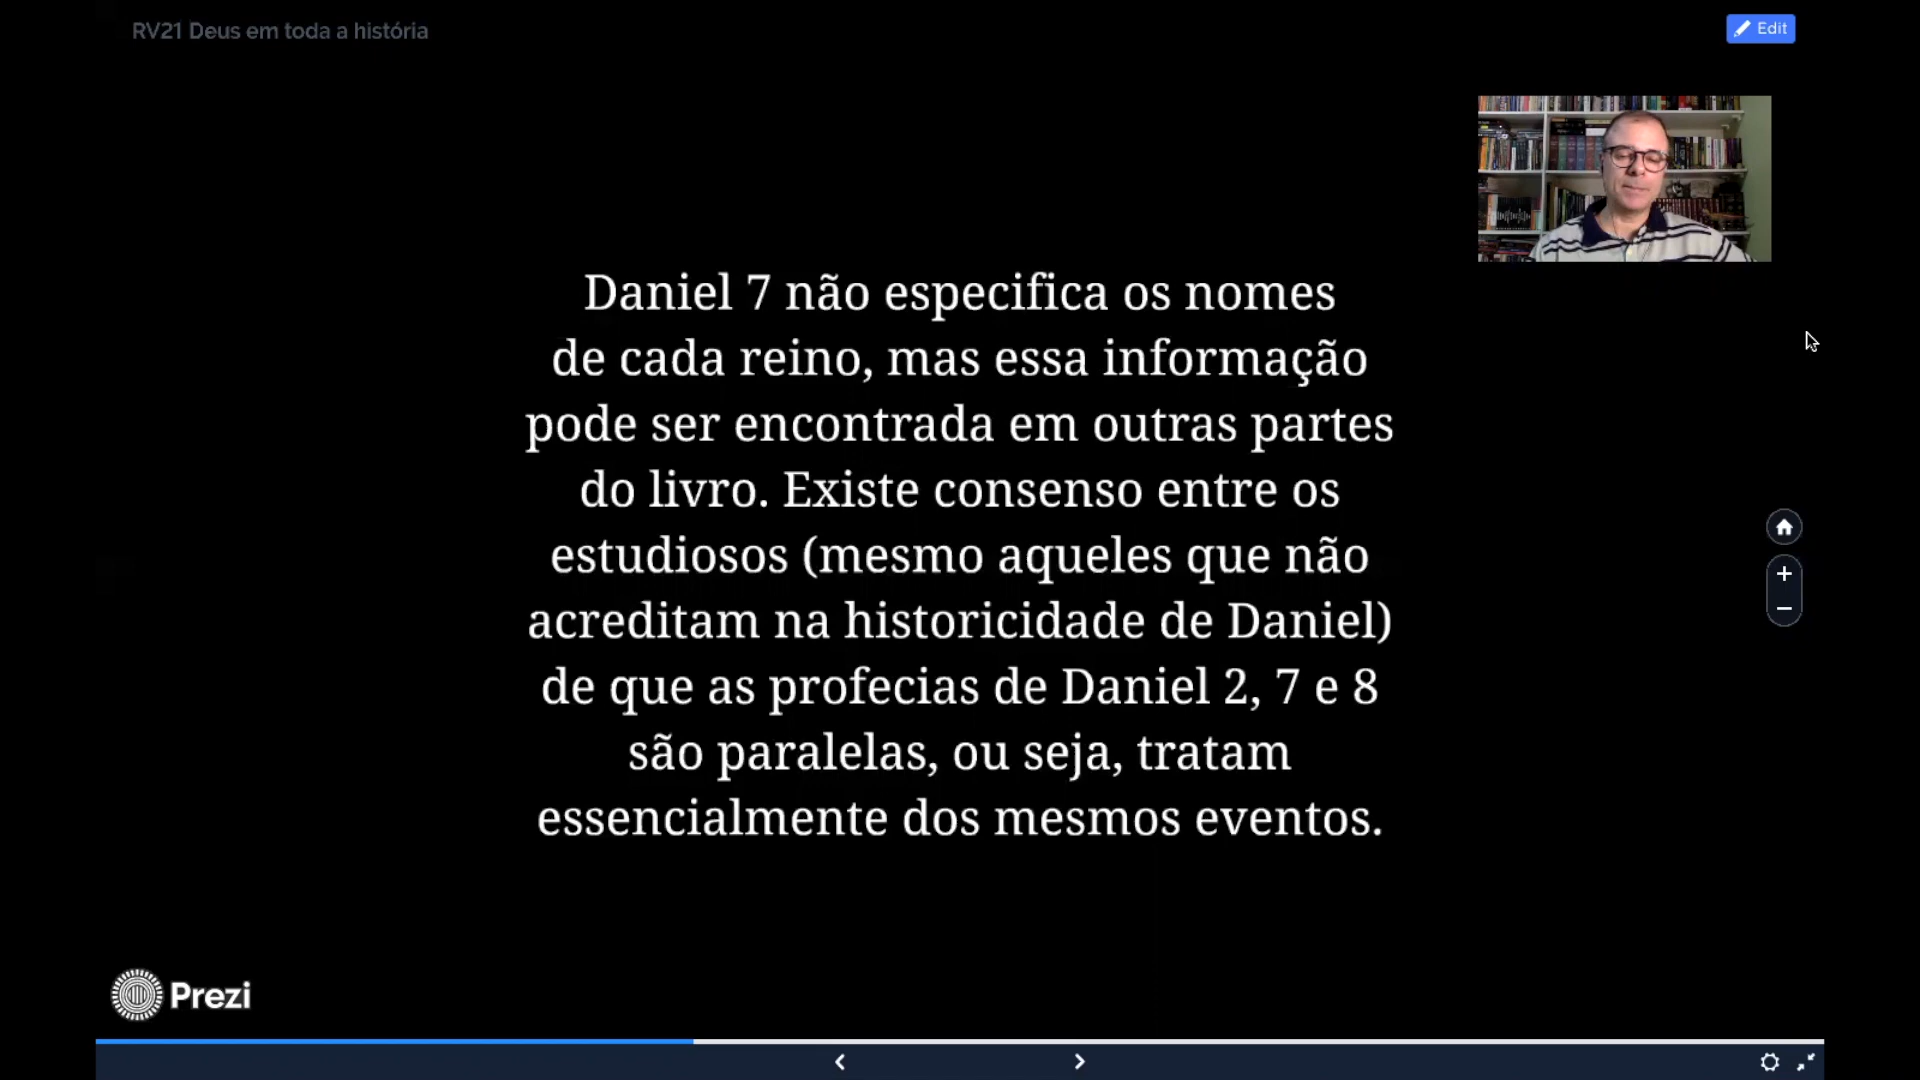 RV21 Deus em toda a história
Edit
Daniel 7 não especifica os nomes
de cada reino, mas essa informação
pode ser encontrada em outras partes
do livro. Existe consenso entre os
estudiosos (mesmo aqueles que não
acreditam na historicidade de Daniel)
de que as profecias de Daniel 2, 7 e 8
são paralelas, ou seja, tratam
essencialmente dos mesmos eventos.
Prezi